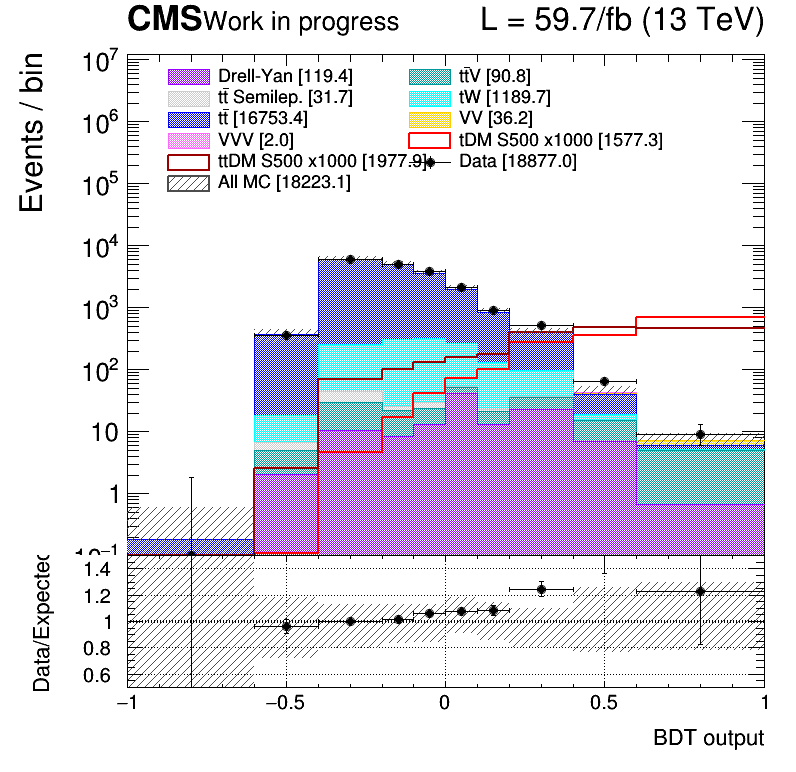 CMS Work in progress L = 59.7/fb (13 TeV)
Events / bin
10⁷
10⁶
10⁵
10⁴
10³
10²
10
1
10⁻¹
Drell-Yan [119.4]
tt̄V [90.8]
tt̄ Semilep. [31.7]
tW [1189.7]
tt̄ [16753.4]
VV [36.2]
VVV [2.0]
tDM S500 x1000 [1577.3]
ttDM S500 x1000 [1977.9]
Data [18877.0]
All MC [18223.1]
Data/Expected
1.4
1.2
1
0.8
0.6
−1 −0.5 0 0.5 1
BDT output